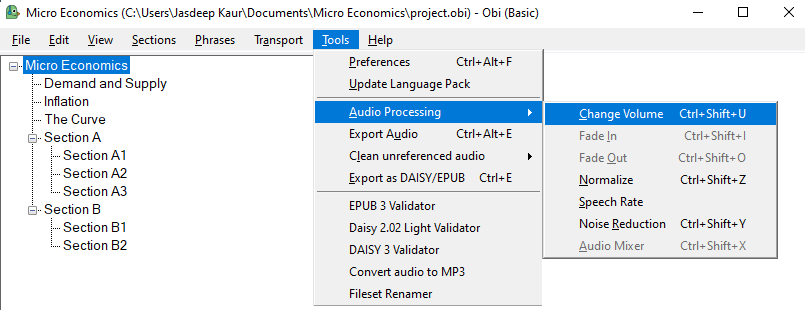 Micro Economics (C:\Users\Jasdeep Kaur\Documents\Micro Economics\project.obi) - Obi (Basic)
File Edit View Sections Phrases Transport Tools Help
Micro Economics
Demand and Supply
Inflation
The Curve
Section A
Section A1
Section A2
Section A3
Section B
Section B1
Section B2
Preferences Ctrl+Alt+F
Update Language Pack
Audio Processing
Export Audio Ctrl+Alt+E
Clean unreferenced audio
Export as DAISY/EPUB Ctrl+E
EPUB 3 Validator
Daisy 2.02 Light Validator
DAISY 3 Validator
Convert audio to MP3
Fileset Renamer
Change Volume Ctrl+Shift+U
Fade In Ctrl+Shift+I
Fade Out Ctrl+Shift+O
Normalize Ctrl+Shift+Z
Speech Rate
Noise Reduction Ctrl+Shift+Y
Audio Mixer Ctrl+Shift+X